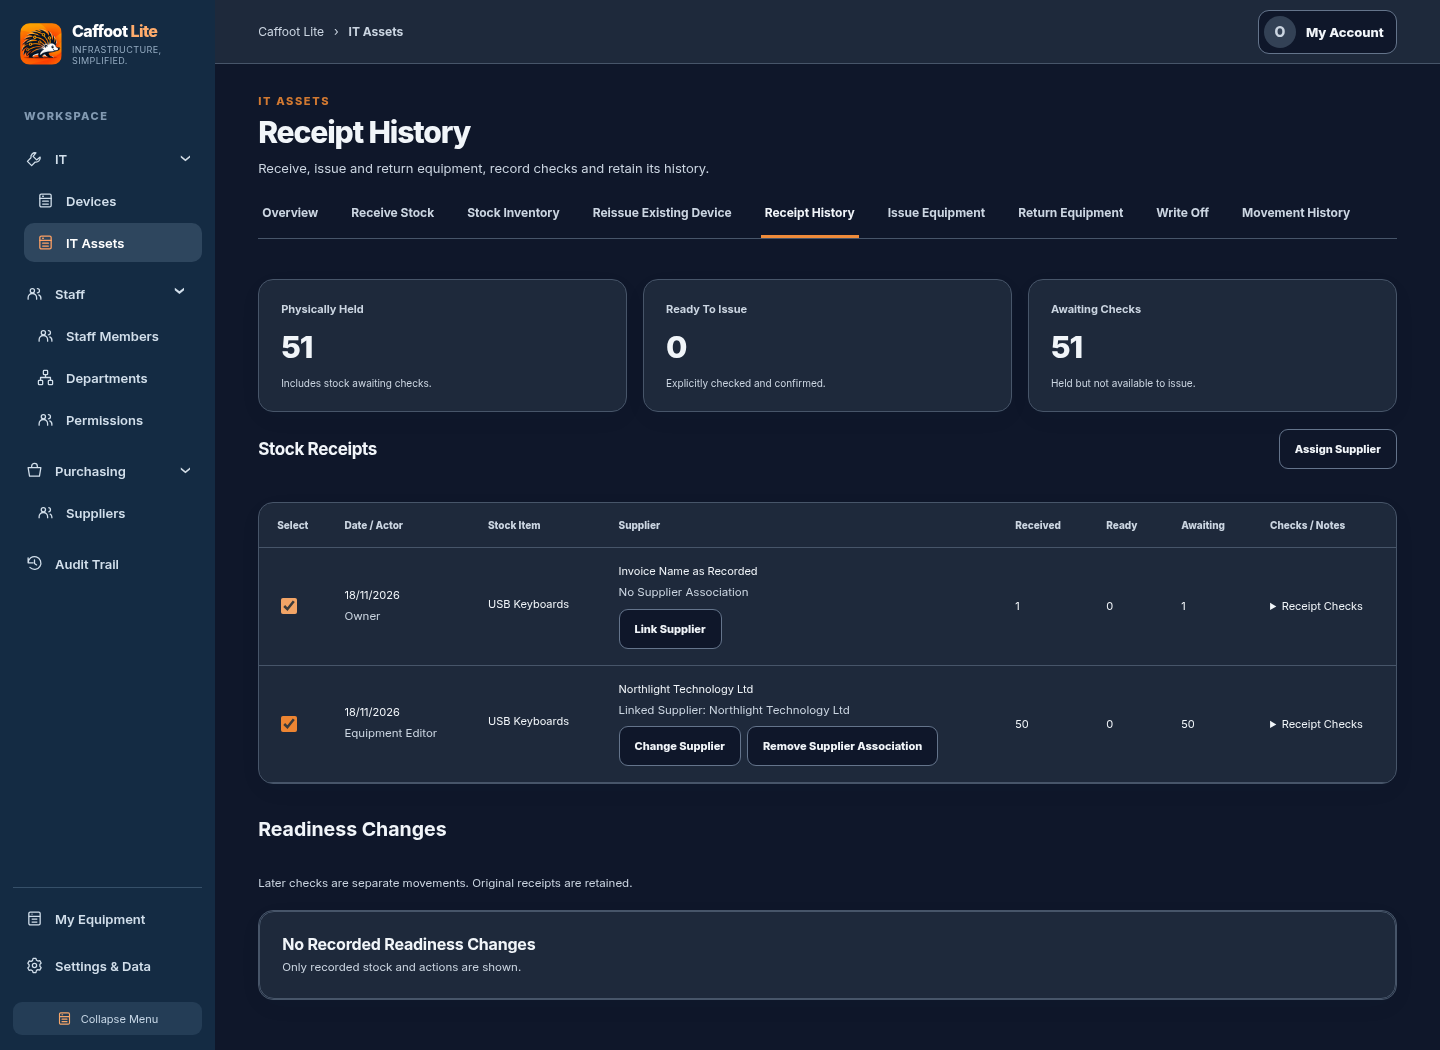 Caffoot Lite
INFRASTRUCTURE,
SIMPLIFIED.
WORKSPACE
IT
Devices
IT Assets
Staff
Staff Members
Departments
Permissions
Purchasing
Suppliers
Audit Trail
My Equipment
Settings & Data
Collapse Menu
Caffoot Lite › IT Assets
O My Account
IT ASSETS
Receipt History
Receive, issue and return equipment, record checks and retain its history.
Overview Receive Stock Stock Inventory Reissue Existing Device Receipt History Issue Equipment Return Equipment Write Off Movement History
Physically Held
51
Includes stock awaiting checks.
Ready To Issue
0
Explicitly checked and confirmed.
Awaiting Checks
51
Held but not available to issue.
Stock Receipts
Assign Supplier
Select Date / Actor Stock Item Supplier Received Ready Awaiting Checks / Notes
18/11/2026
Owner
USB Keyboards
Invoice Name as Recorded
No Supplier Association
Link Supplier
1 0 1 Receipt Checks
18/11/2026
Equipment Editor
USB Keyboards
Northlight Technology Ltd
Linked Supplier: Northlight Technology Ltd
Change Supplier Remove Supplier Association
50 0 50 Receipt Checks
Readiness Changes
Later checks are separate movements. Original receipts are retained.
No Recorded Readiness Changes
Only recorded stock and actions are shown.